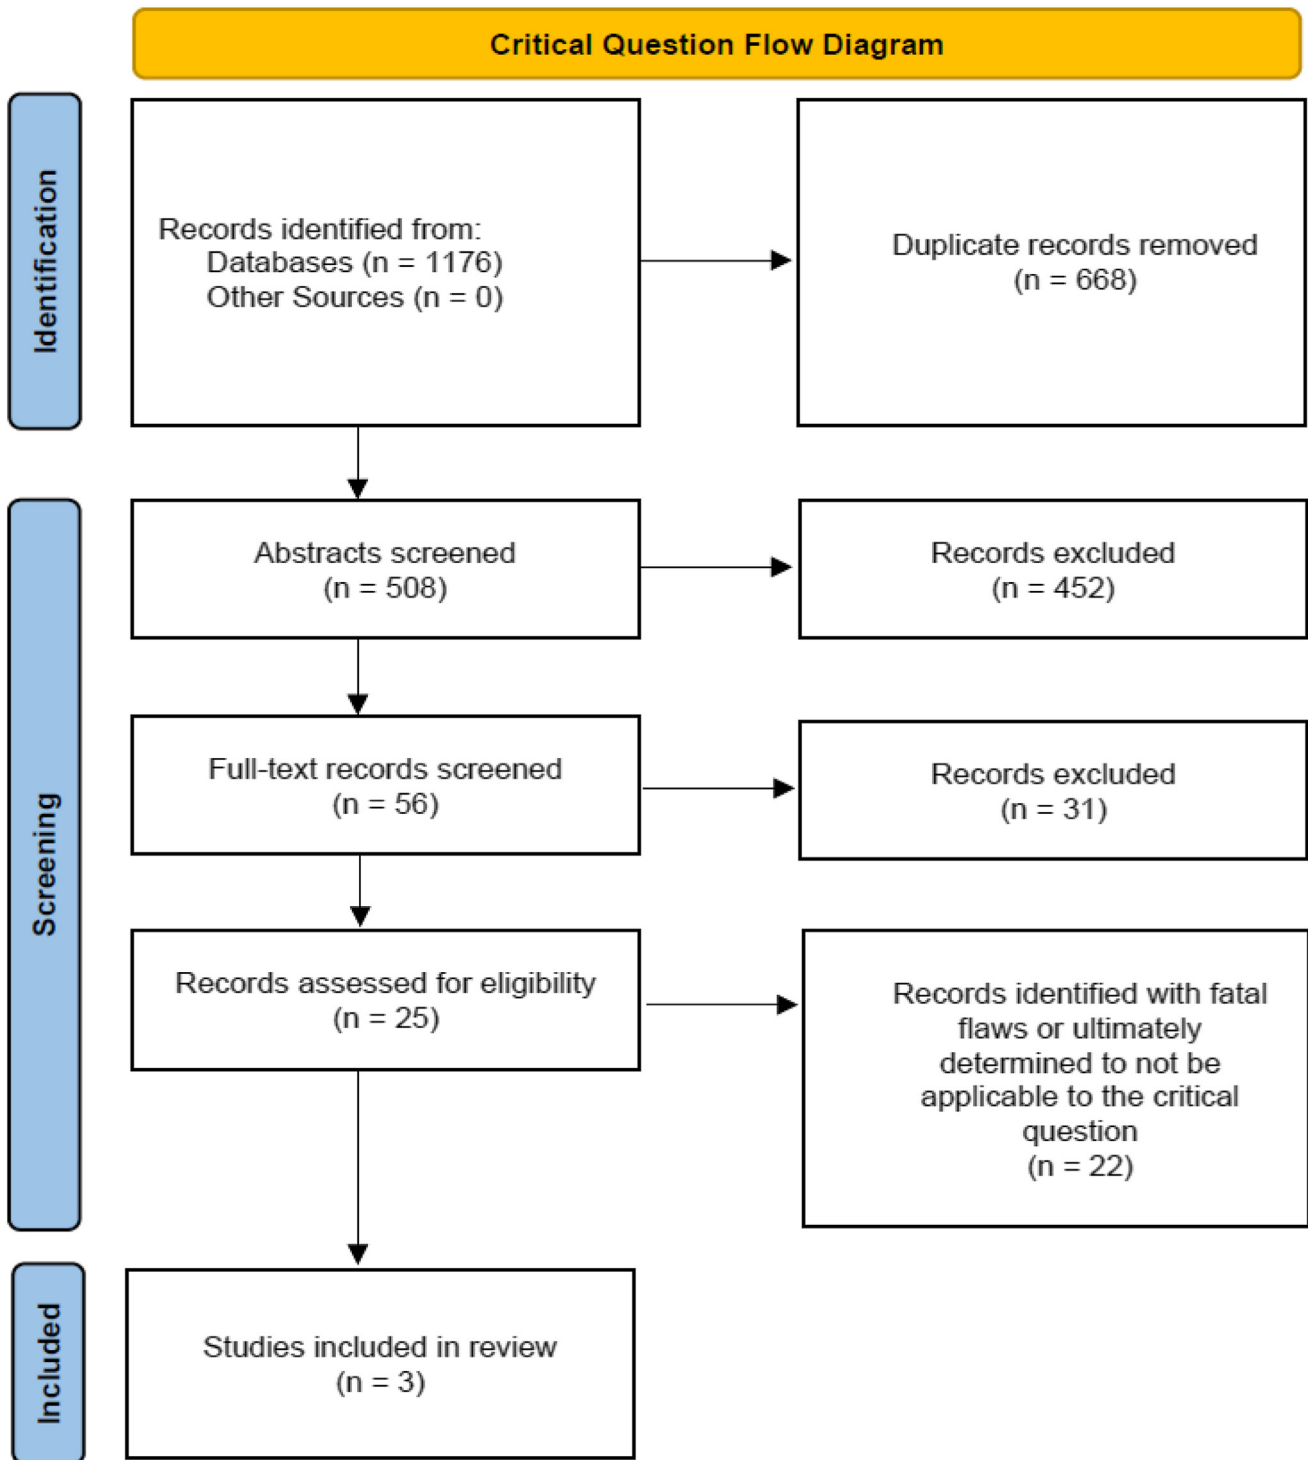 Critical Question Flow Diagram
Identification
Records identified from:
Databases (n = 1176)
Other Sources (n = 0)
Duplicate records removed
(n = 668)
Screening
Abstracts screened
(n = 508)
Records excluded
(n = 452)
Full-text records screened
(n = 56)
Records excluded
(n = 31)
Records assessed for eligibility
(n = 25)
Records identified with fatal
flaws or ultimately
determined to not be
applicable to the critical
question
(n = 22)
Included
Studies included in review
(n = 3)